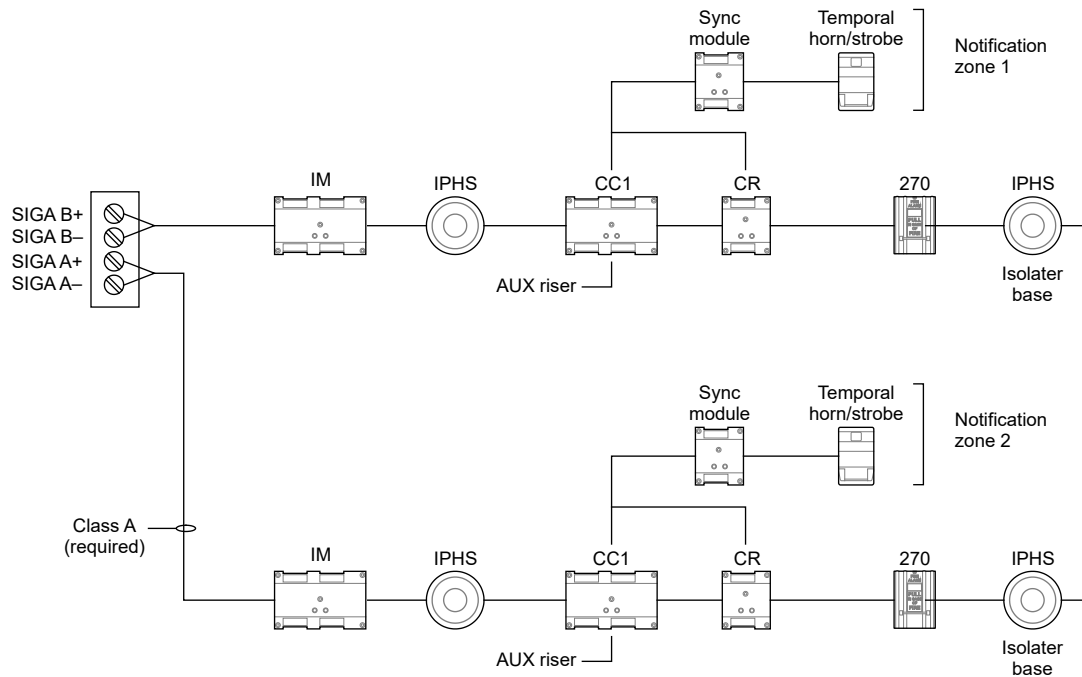 Sync
module
Temporal
horn/strobe
Notification
zone 1
IM
IPHS
CC1
CR
270
IPHS
SIGA B+
SIGA B–
SIGA A+
SIGA A–
AUX riser
Isolater
base
Sync
module
Temporal
horn/strobe
Notification
zone 2
Class A
(required)
IM
IPHS
CC1
CR
270
IPHS
AUX riser
Isolater
base